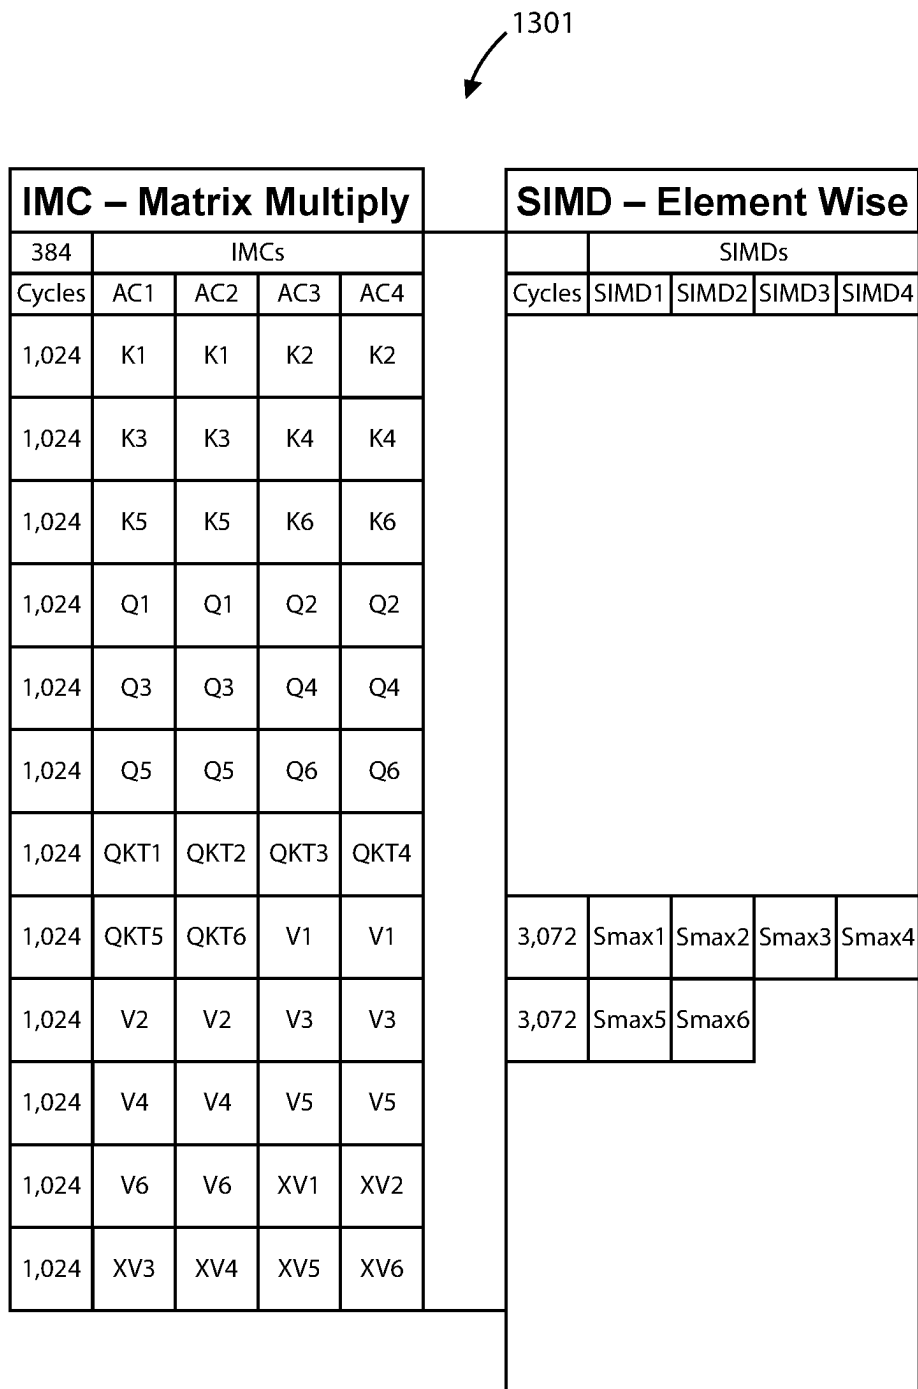 1301
IMC – Matrix Multiply SIMD – Element Wise
384 IMCs SIMDs
Cycles AC1 AC2 AC3 AC4 Cycles SIMD1 SIMD2 SIMD3 SIMD4
1,024 K1 K1 K2 K2
1,024 K3 K3 K4 K4
1,024 K5 K5 K6 K6
1,024 Q1 Q1 Q2 Q2
1,024 Q3 Q3 Q4 Q4
1,024 Q5 Q5 Q6 Q6
1,024 QKT1 QKT2 QKT3 QKT4
1,024 QKT5 QKT6 V1 V1 3,072 Smax1 Smax2 Smax3 Smax4
1,024 V2 V2 V3 V3 3,072 Smax5 Smax6
1,024 V4 V4 V5 V5
1,024 V6 V6 XV1 XV2
1,024 XV3 XV4 XV5 XV6